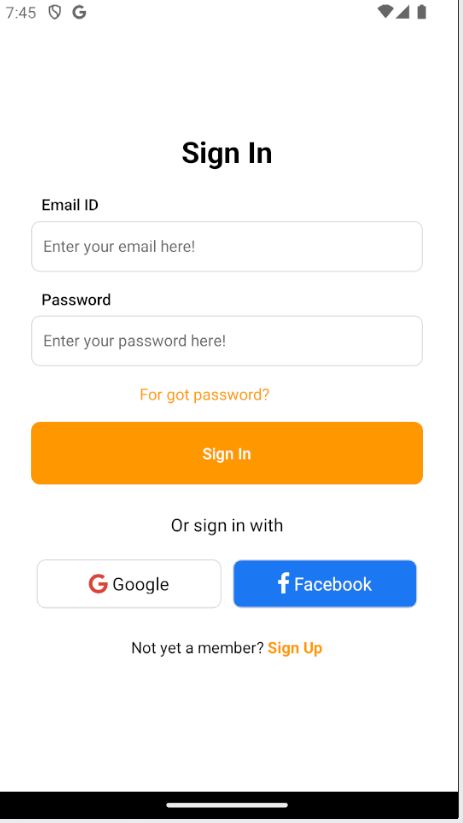 7:45
Sign In
Email ID
Enter your email here!
Password
Enter your password here!
For got password?
Sign In
Or sign in with
Google
Facebook
Not yet a member? Sign Up